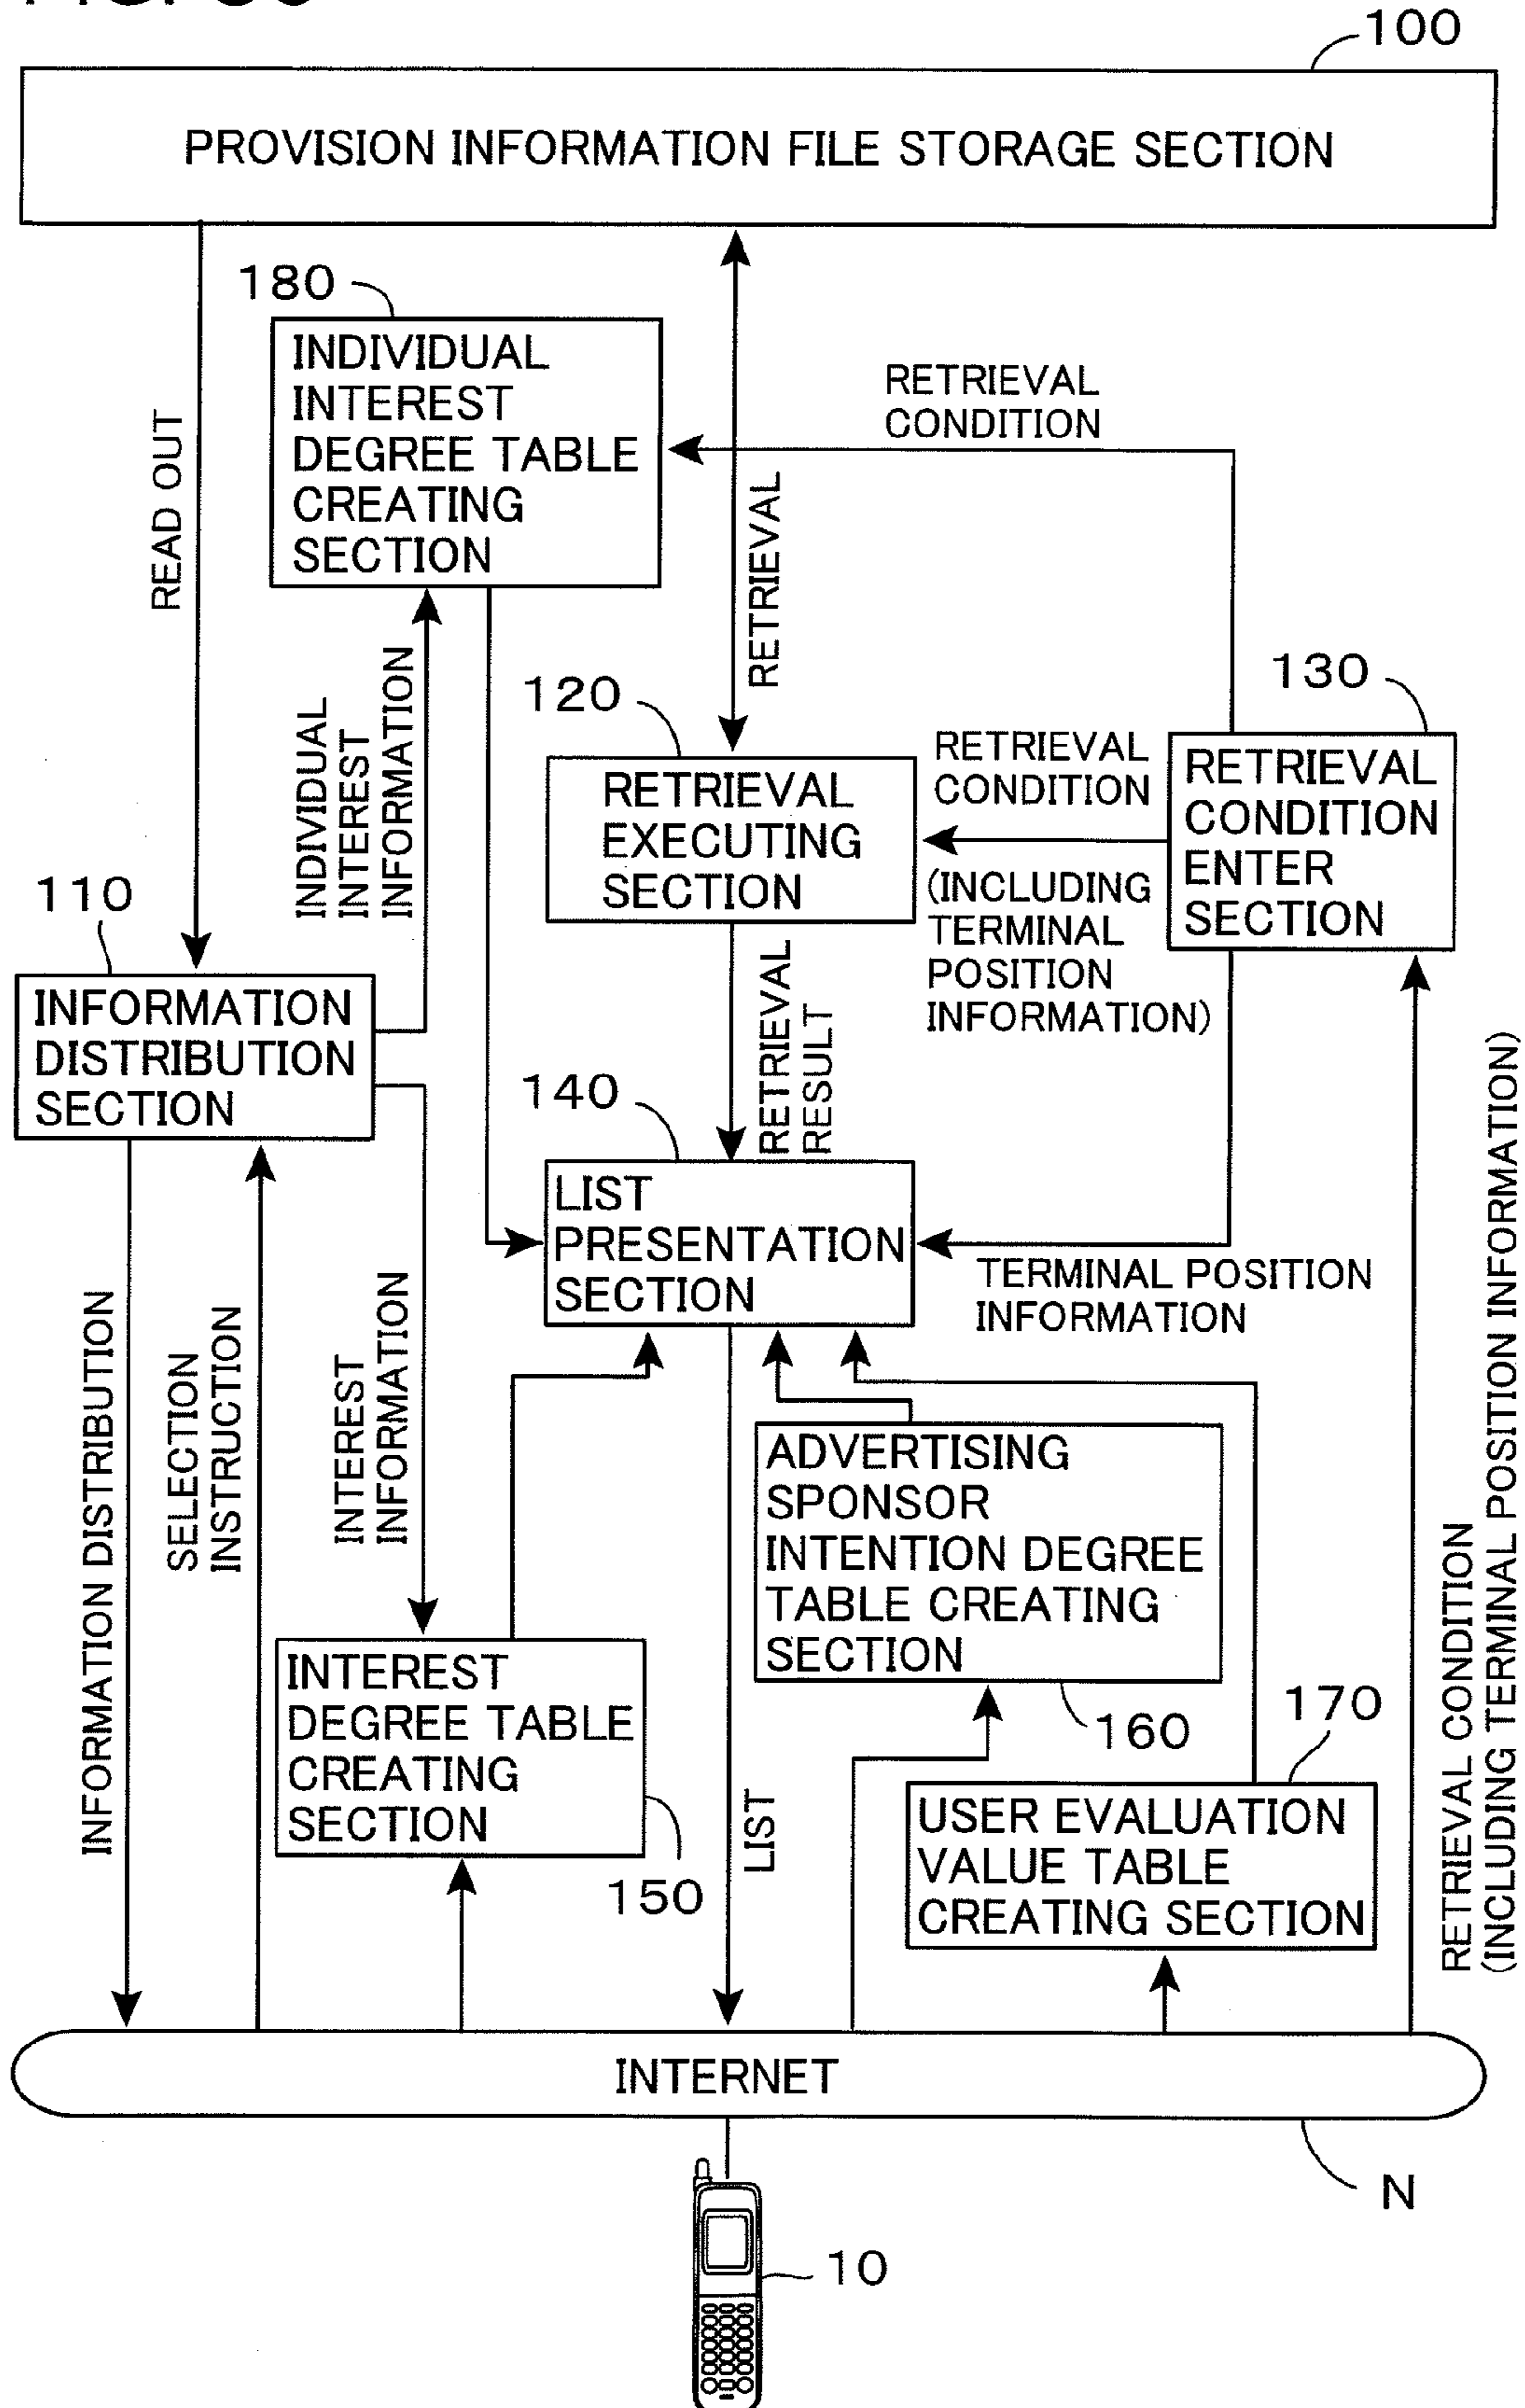 100
PROVISION INFORMATION FILE STORAGE SECTION
180
INDIVIDUAL
INTEREST
DEGREE TABLE
CREATING
SECTION
RETRIEVAL
CONDITION
READ OUT
RETRIEVAL
INDIVIDUAL
INTEREST
INFORMATION
120
RETRIEVAL
EXECUTING
SECTION
RETRIEVAL
CONDITION
(INCLUDING
TERMINAL
POSITION
INFORMATION)
130
RETRIEVAL
CONDITION
ENTER
SECTION
110
INFORMATION
DISTRIBUTION
SECTION
RETRIEVAL
RESULT
140
LIST
PRESENTATION
SECTION
TERMINAL POSITION
INFORMATION
INFORMATION DISTRIBUTION
SELECTION
INSTRUCTION
INTEREST
INFORMATION
ADVERTISING
SPONSOR
INTENTION DEGREE
TABLE CREATING
SECTION
160
INTEREST
DEGREE TABLE
CREATING
SECTION
150
LIST
170
USER EVALUATION
VALUE TABLE
CREATING SECTION
RETRIEVAL CONDITION
(INCLUDING TERMINAL POSITION INFORMATION)
INTERNET
N
10